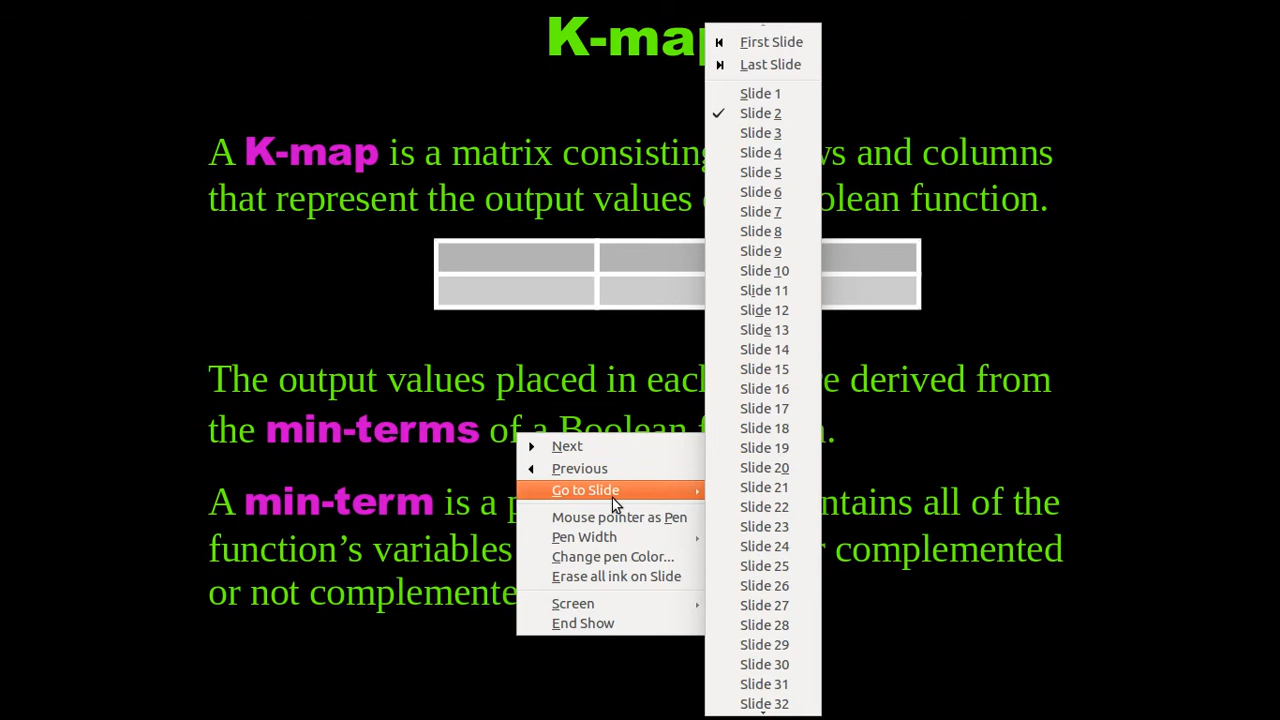 K-map
A K-map is a matrix consisting ws and columns
that represent the output values olean function.
The output values placed in each e derived from
the min-terms of a Boolean f n.
A min-term is a p ntains all of the
function's variables r complemented
or not complemente
Next
Previous
Go to Slide
Mouse pointer as Pen
Pen Width
Change pen Color...
Erase all ink on Slide
Screen
End Show
First Slide
Last Slide
Slide 1
Slide 2
Slide 3
Slide 4
Slide 5
Slide 6
Slide 7
Slide 8
Slide 9
Slide 10
Slide 11
Slide 12
Slide 13
Slide 14
Slide 15
Slide 16
Slide 17
Slide 18
Slide 19
Slide 20
Slide 21
Slide 22
Slide 23
Slide 24
Slide 25
Slide 26
Slide 27
Slide 28
Slide 29
Slide 30
Slide 31
Slide 32